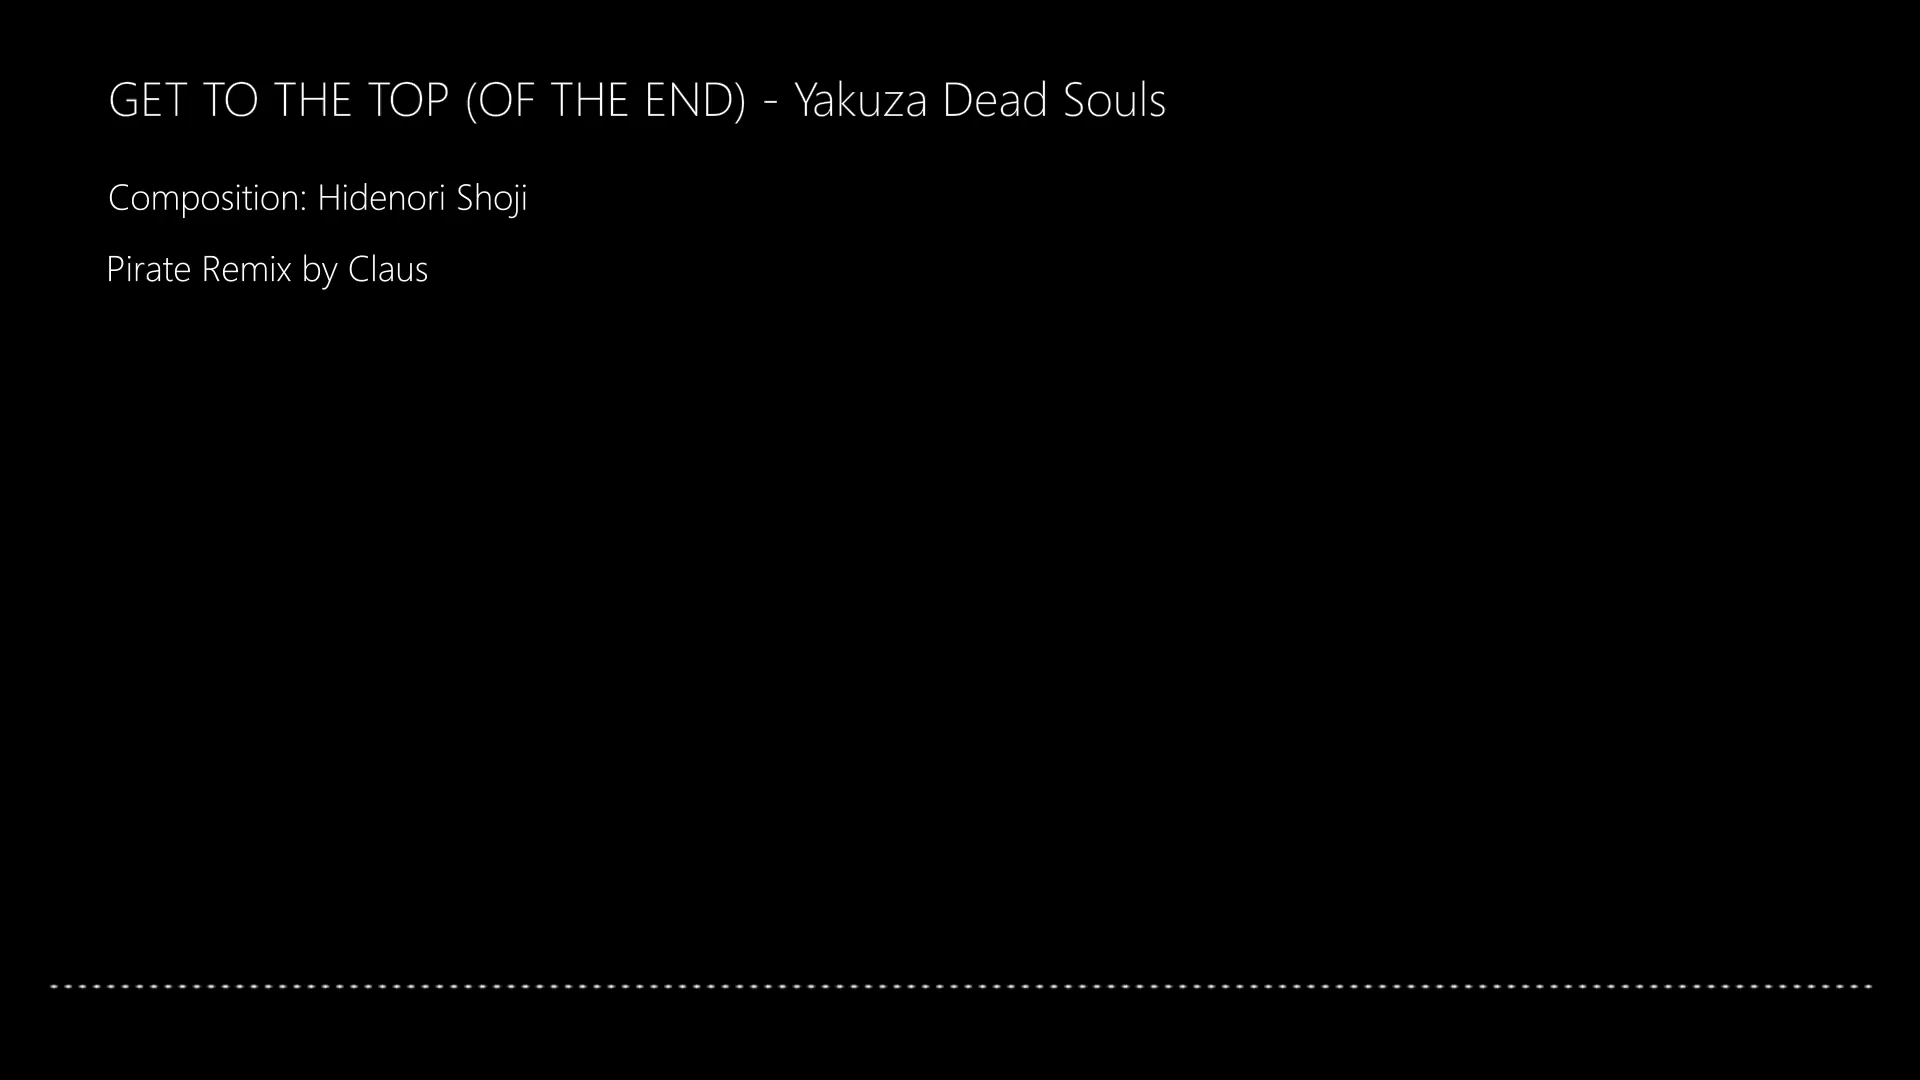 GET TO THE TOP (OF THE END) - Yakuza Dead Souls
Composition: Hidenori Shoji
Pirate Remix by Claus